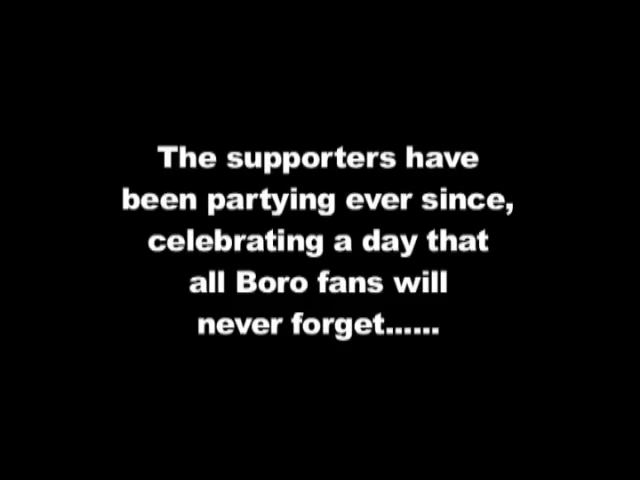 The supporters have
been partying ever since,
celebrating a day that
all Boro fans will
never forget......